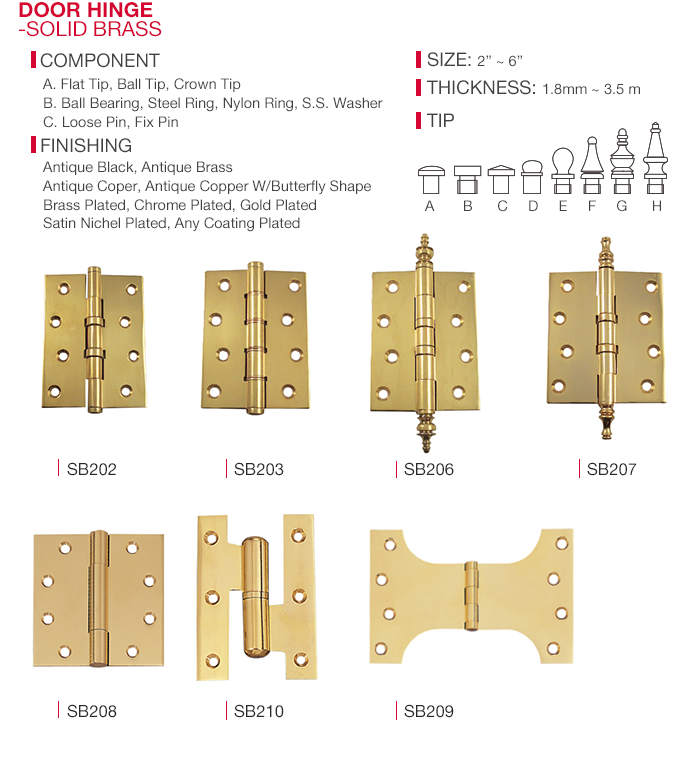 DOOR HINGE
-SOLID BRASS
COMPONENT
A. Flat Tip, Ball Tip, Crown Tip
B. Ball Bearing, Steel Ring, Nylon Ring, S.S. Washer
C. Loose Pin, Fix Pin
FINISHING
Antique Black, Antique Brass
Antique Coper, Antique Copper W/Butterfly Shape
Brass Plated, Chrome Plated, Gold Plated
Satin Nichel Plated, Any Coating Plated
SIZE: 2” ~ 6”
THICKNESS: 1.8mm ~ 3.5 m
TIP
A B C D E F G H
SB202 SB203 SB206 SB207
SB208 SB210 SB209